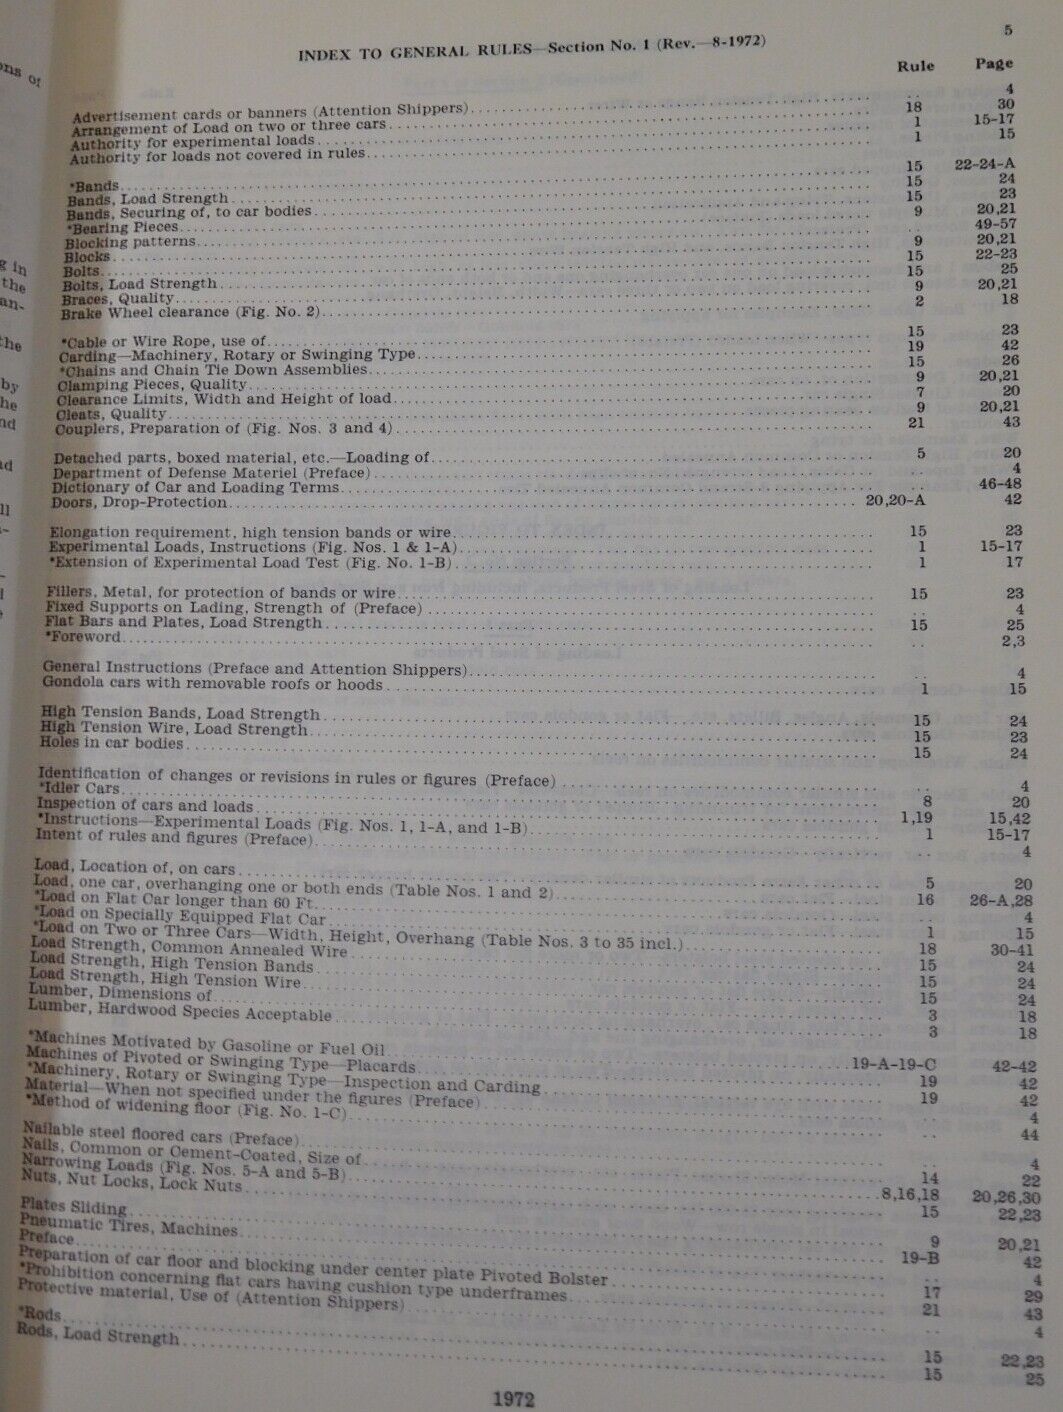 5
INDEX TO GENERAL RULES—Section No. 1 (Rev.—8-1972)
Rule Page
Advertisement cards or banners (Attention Shippers) .. 4
Arrangement of Load on two or three cars 18 30
Authority for experimental loads 1 15-17
Authority for loads not covered in rules 1 15
*Bands 15 22-24-A
Bands, Load Strength 15 24
Bands, Securing of, to car bodies 15 23
*Bearing Pieces 9 20,21
Blocking patterns .. 49-57
Blocks 9 20,21
Bolts 15 22-23
Bolts, Load Strength 15 25
Braces, Quality 9 20,21
Brake Wheel clearance (Fig. No. 2) 2 18
*Cable or Wire Rope, use of 15 23
Carding—Machinery, Rotary or Swinging Type 19 42
*Chains and Chain Tie Down Assemblies 15 26
Clamping Pieces, Quality 9 20,21
Clearance Limits, Width and Height of load 7 20
Cleats, Quality 9 20,21
Couplers, Preparation of (Fig. Nos. 3 and 4) 21 43
Detached parts, boxed material, etc.—Loading of 5 20
Department of Defense Materiel (Preface) .. 4
Dictionary of Car and Loading Terms .. 46-48
Doors, Drop-Protection 20,20-A 42
Elongation requirement, high tension bands or wire 15 23
Experimental Loads, Instructions (Fig. Nos. 1 & 1-A) 1 15-17
*Extension of Experimental Load Test (Fig. No. 1-B) 1 17
Fillers, Metal, for protection of bands or wire 15 23
Fixed Supports on Lading, Strength of (Preface) .. 4
Flat Bars and Plates, Load Strength 15 25
*Foreword .. 2,3
General Instructions (Preface and Attention Shippers) .. 4
Gondola cars with removable roofs or hoods 1 15
High Tension Bands, Load Strength 15 24
High Tension Wire, Load Strength 15 23
Holes in car bodies 15 24
Identification of changes or revisions in rules or figures (Preface) .. 4
*Idler Cars 8 20
Inspection of cars and loads 1,19 15,42
*Instructions—Experimental Loads (Fig. Nos. 1, 1-A, and 1-B) 1 15-17
Intent of rules and figures (Preface) .. 4
Load, Location of, on cars 5 20
Load, one car, overhanging one or both ends (Table Nos. 1 and 2) 16 26-A,28
*Load on Flat Car longer than 60 Ft. .. 4
*Load on Specially Equipped Flat Car 1 15
*Load on Two or Three Cars—Width, Height, Overhang (Table Nos. 3 to 35 incl.) 18 30-41
Load Strength, Common Annealed Wire 15 24
Load Strength, High Tension Bands 15 24
Load Strength, High Tension Wire 15 24
Lumber, Dimensions of 3 18
Lumber, Hardwood Species Acceptable 3 18
*Machines Motivated by Gasoline or Fuel Oil 19-A-19-C 42-42
Machines of Pivoted or Swinging Type—Placards 19 42
*Machinery, Rotary or Swinging Type—Inspection and Carding 19 42
Material—When not specified under the figures (Preface) .. 4
*Method of widening floor (Fig. No. 1-C) .. 44
Nailable steel floored cars (Preface) .. 4
Nails, Common or Cement-Coated, Size of 14 22
Narrowing Loads (Fig. Nos. 5-A and 5-B) 8,16,18 20,26,30
Nuts, Nut Locks, Lock Nuts 15 22,23
Plates Sliding 9 20,21
Pneumatic Tires, Machines 19-B 42
Preface .. 4
Preparation of car floor and blocking under center plate Pivoted Bolster 17 29
*Prohibition concerning flat cars having cushion type underframes 21 43
Protective material, Use of (Attention Shippers) .. 4
*Rods 15 22,23
Rods, Load Strength 15 25
1972